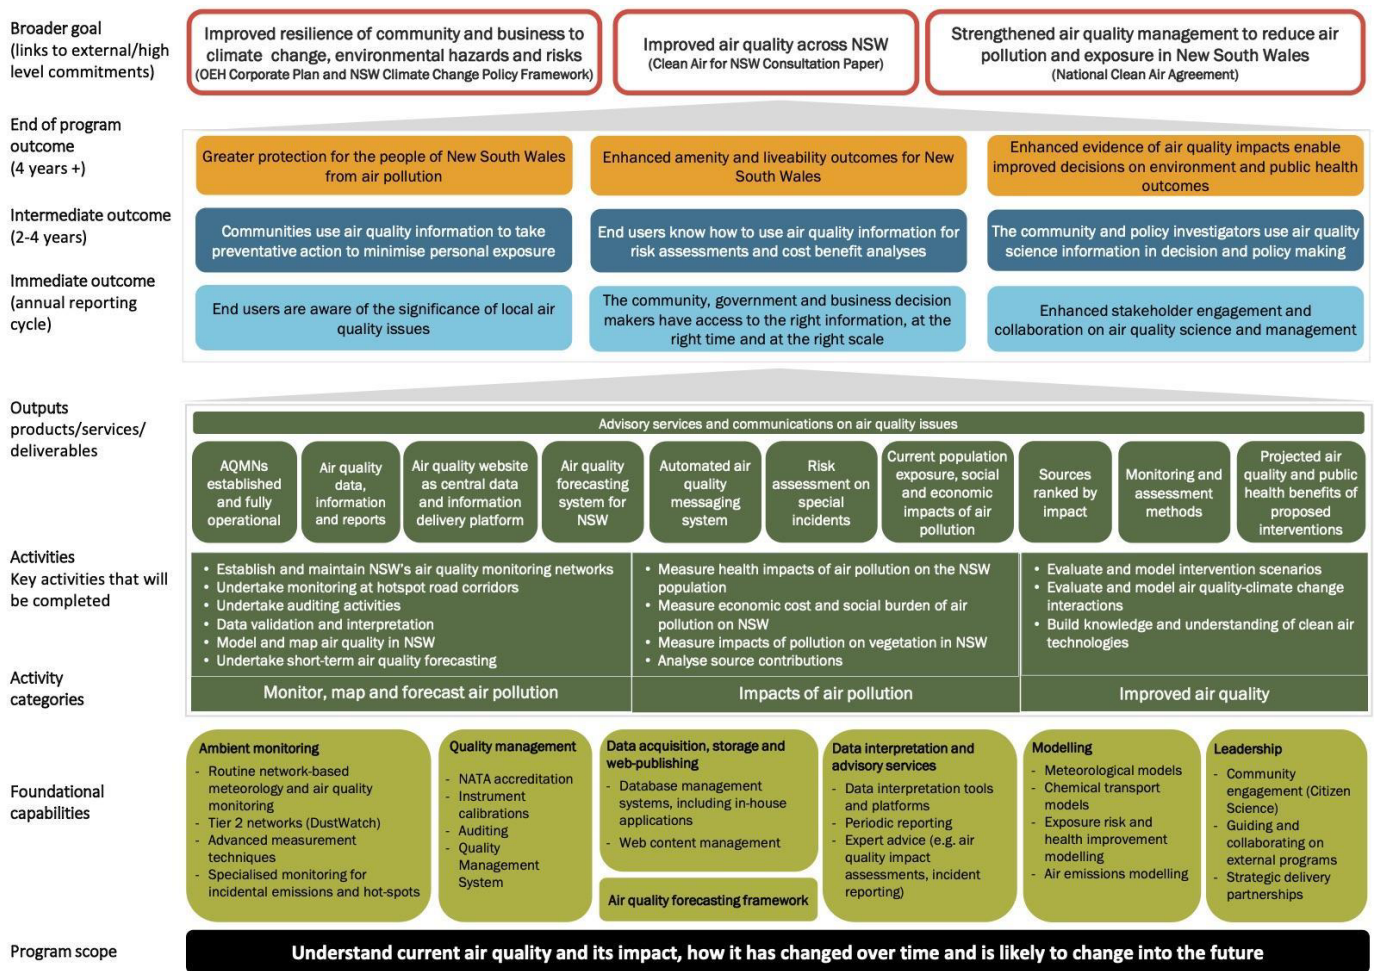 Broader goal
(links to external/high
level commitments)
Improved resilience of community and business to
climate change, environmental hazards and risks
(OEH Corporate Plan and NSW Climate Change Policy Framework)
Improved air quality across NSW
(Clean Air for NSW Consultation Paper)
Strengthened air quality management to reduce air
pollution and exposure in New South Wales
(National Clean Air Agreement)
End of program
outcome
(4 years +)
Greater protection for the people of New South Wales
from air pollution
Enhanced amenity and liveability outcomes for New
South Wales
Enhanced evidence of air quality impacts enable
improved decisions on environment and public health
outcomes
Intermediate outcome
(2-4 years)
Communities use air quality information to take
preventative action to minimise personal exposure
End users know how to use air quality information for
risk assessments and cost benefit analyses
The community and policy investigators use air quality
science information in decision and policy making
Immediate outcome
(annual reporting
cycle)
End users are aware of the significance of local air
quality issues
The community, government and business decision
makers have access to the right information, at the
right time and at the right scale
Enhanced stakeholder engagement and
collaboration on air quality science and management
Outputs
products/services/
deliverables
Advisory services and communications on air quality issues
AQMNs
established
and fully
operational
Air quality
data,
information
and reports
Air quality website
as central data
and information
delivery platform
Air quality
forecasting
system for
NSW
Automated air
quality
messaging
system
Risk
assessment on
special
incidents
Current population
exposure, social
and economic
impacts of air
pollution
Sources
ranked by
impact
Monitoring and
assessment
methods
Projected air
quality and public
health benefits of
proposed
interventions
Activities
Key activities that will
be completed
• Establish and maintain NSW's air quality monitoring networks
• Undertake monitoring at hotspot road corridors
• Undertake auditing activities
• Data validation and interpretation
• Model and map air quality in NSW
• Undertake short-term air quality forecasting
• Measure health impacts of air pollution on the NSW
population
• Measure economic cost and social burden of air
pollution on NSW
• Measure impacts of pollution on vegetation in NSW
• Analyse source contributions
• Evaluate and model intervention scenarios
• Evaluate and model air quality-climate change
interactions
• Build knowledge and understanding of clean air
technologies
Activity
categories
Monitor, map and forecast air pollution
Impacts of air pollution
Improved air quality
Foundational
capabilities
Ambient monitoring
- Routine network-based
meteorology and air quality
monitoring
- Tier 2 networks (DustWatch)
- Advanced measurement
techniques
- Specialised monitoring for
incidental emissions and hot-spots
Quality management
- NATA accreditation
- Instrument
calibrations
- Auditing
- Quality
Management
System
Data acquisition, storage and
web-publishing
- Database management
systems, including in-house
applications
- Web content management
Air quality forecasting framework
Data interpretation and
advisory services
- Data interpretation tools
and platforms
- Periodic reporting
- Expert advice (e.g. air
quality impact
assessments, incident
reporting)
Modelling
- Meteorological models
- Chemical transport
models
- Exposure risk and
health improvement
modelling
- Air emissions modelling
Leadership
- Community
engagement (Citizen
Science)
- Guiding and
collaborating on
external programs
- Strategic delivery
partnerships
Program scope
Understand current air quality and its impact, how it has changed over time and is likely to change into the future